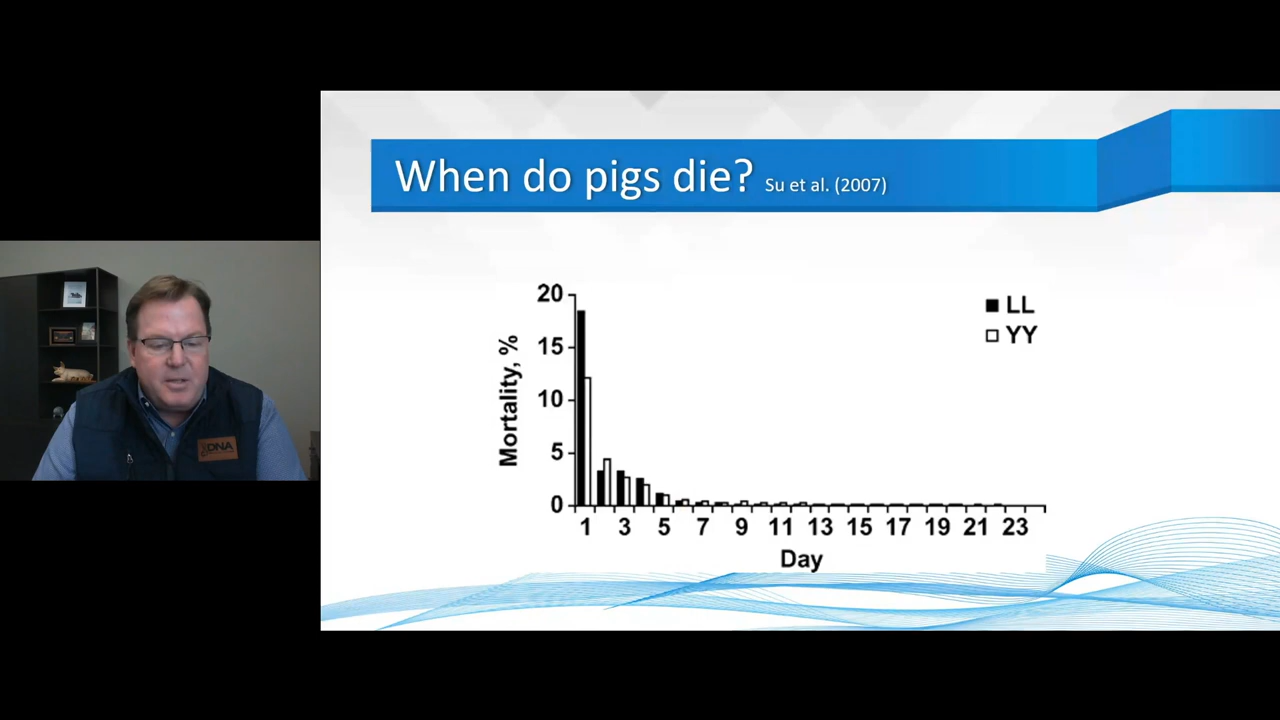 When do pigs die? Su et al. (2007)
20
15
10
5
0
Mortality, %
LL
YY
1 3 5 7 9 11 13 15 17 19 21 23
Day
DNA